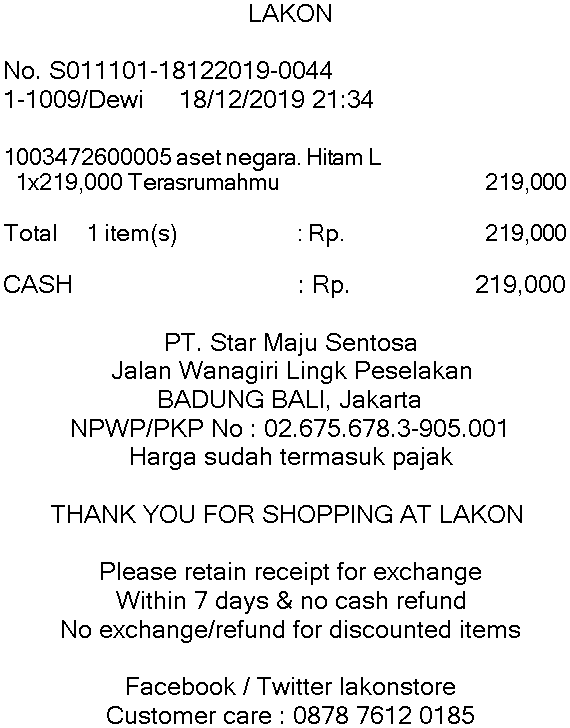 LAKON
No. S011101-18122019-0044
1-1009/Dewi 18/12/2019 21:34
1003472600005 aset negara. Hitam L
1x219,000 Terasrumahmu 219,000
Total 1 item(s) : Rp. 219,000
CASH : Rp. 219,000
PT. Star Maju Sentosa
Jalan Wanagiri Lingk Peselakan
BADUNG BALI, Jakarta
NPWP/PKP No : 02.675.678.3-905.001
Harga sudah termasuk pajak
THANK YOU FOR SHOPPING AT LAKON
Please retain receipt for exchange
Within 7 days & no cash refund
No exchange/refund for discounted items
Facebook / Twitter lakonstore
Customer care : 0878 7612 0185